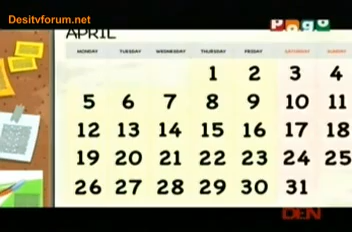 Desitvforum.net
POGO
APRIL
MONDAY TUESDAY WEDNESDAY THURSDAY FRIDAY SATURDAY SUNDAY
1 2 3 4
5 6 7 8 9 10 11
12 13 14 15 16 17 18
19 20 21 22 23 24 25
26 27 28 29 30 31
DEN